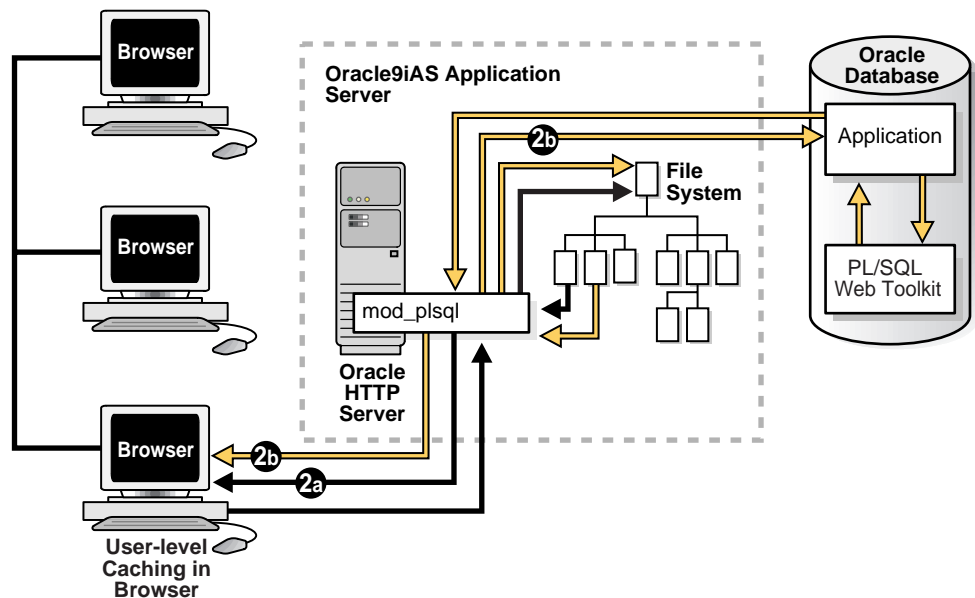 Browser
Browser
Browser
User-level
Caching in
Browser
Oracle9iAS Application
Server
2b
File
System
mod_plsql
Oracle
HTTP
Server
2b
2a
Oracle
Database
Application
PL/SQL
Web Toolkit